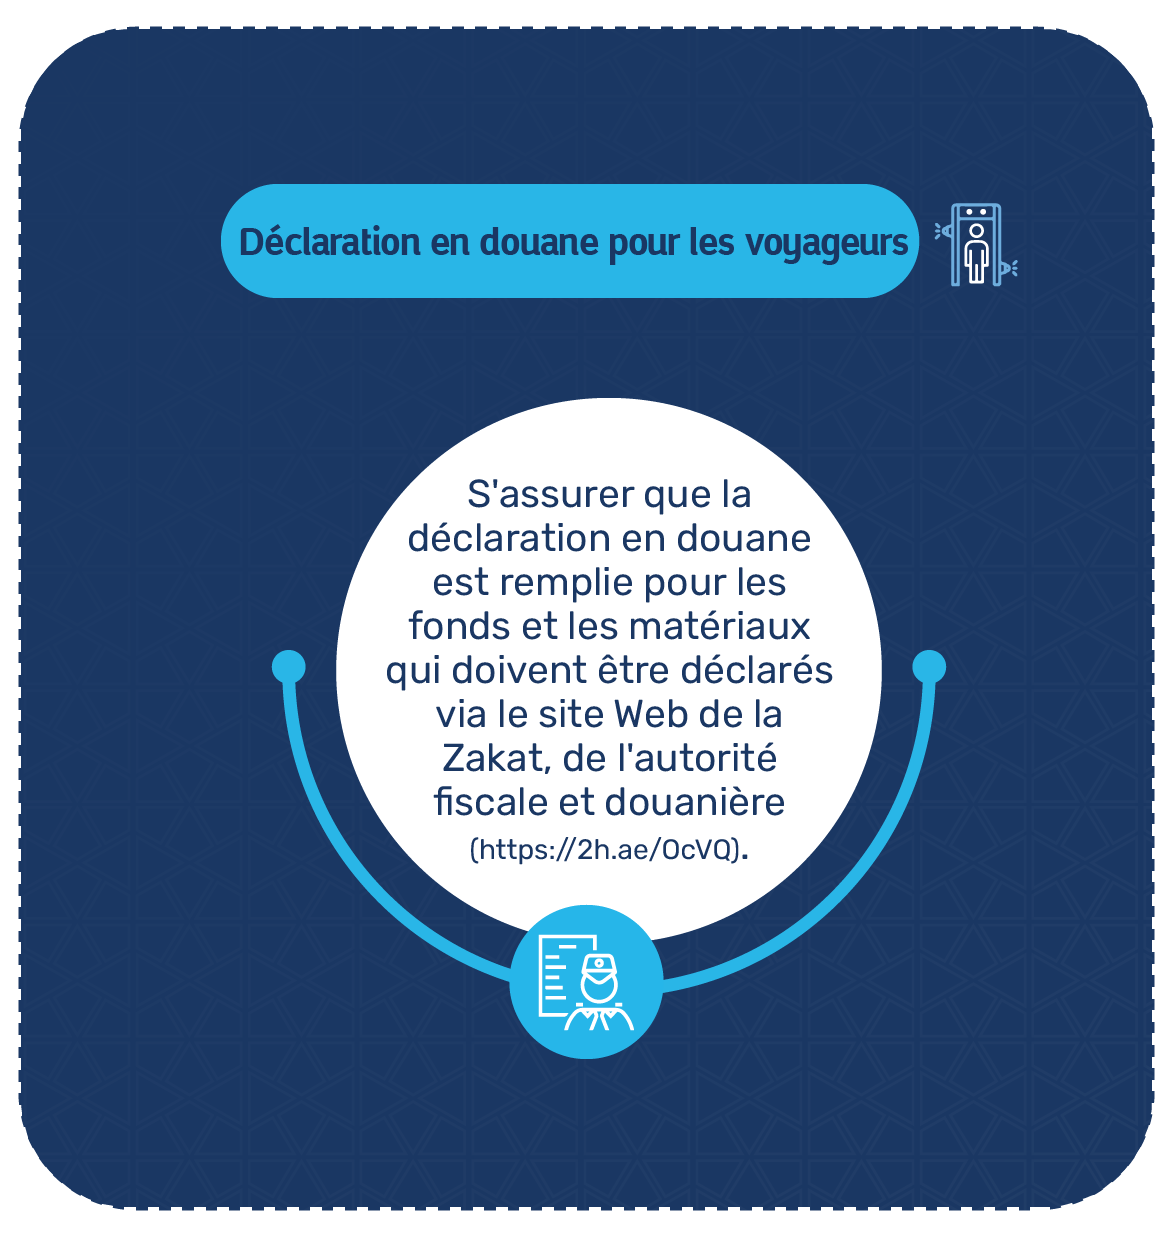 Déclaration en douane pour les voyageurs
S'assurer que la
déclaration en douane
est remplie pour les
fonds et les matériaux
qui doivent être déclarés
via le site Web de la
Zakat, de l'autorité
fiscale et douanière
(https://2h.ae/OcVQ).